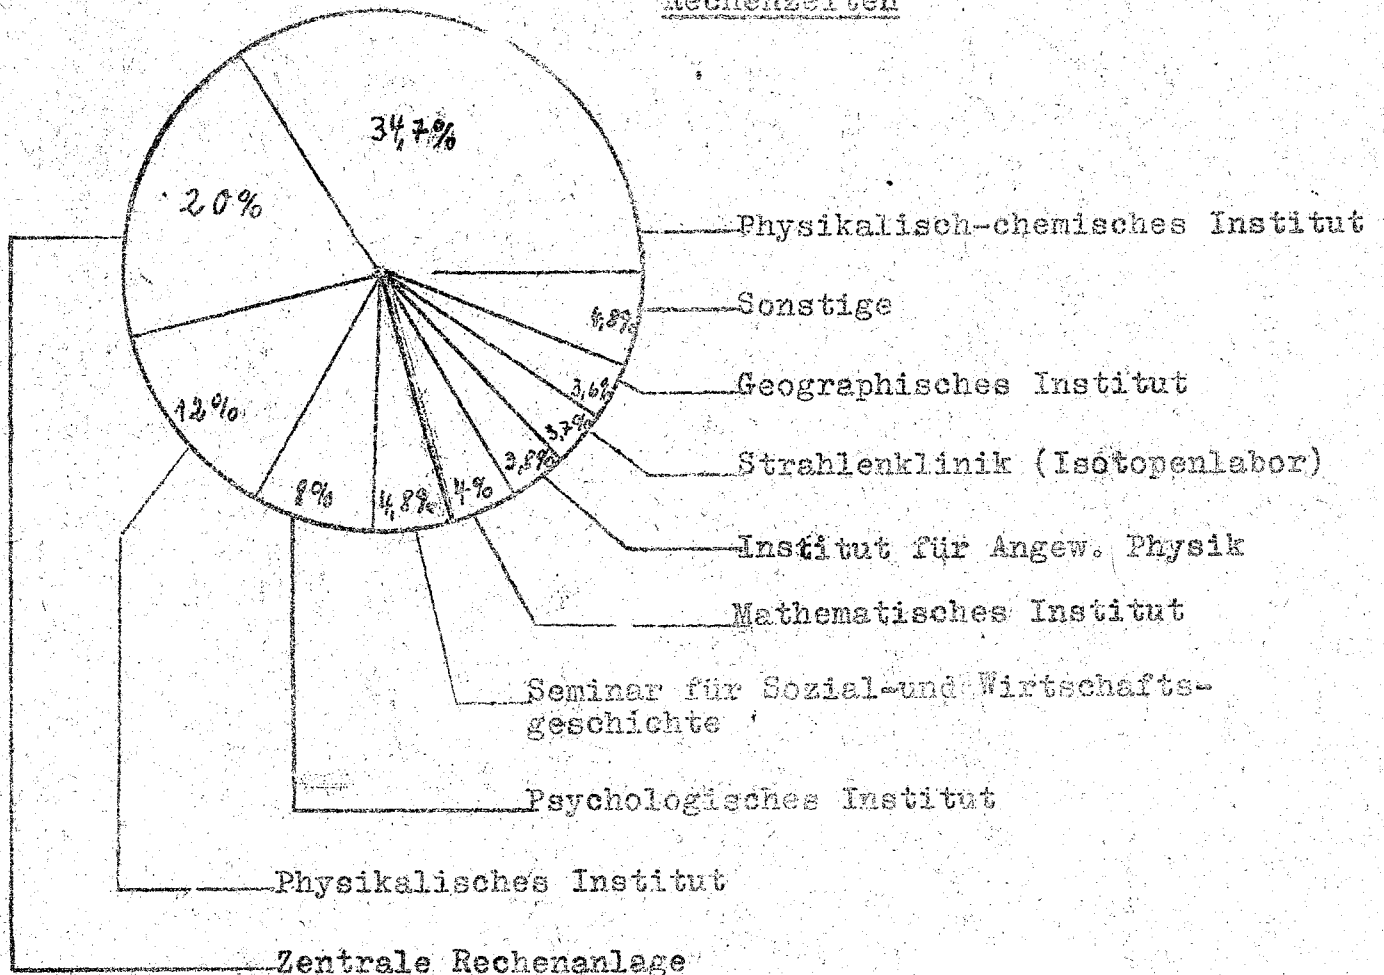 Rechenzeiten
34,7%
20%
Physikalisch-chemisches Institut
Sonstige
4,8%
Geographisches Institut
3,6%
12%
3,7%
Strahlenklinik (Isotopenlabor)
3,8%
8%
4,8%
4%
Institut für Angew. Physik
Mathematisches Institut
Seminar für Sozial-und Wirtschafts-
geschichte
Psychologisches Institut
Physikalisches Institut
Zentrale Rechenanlage